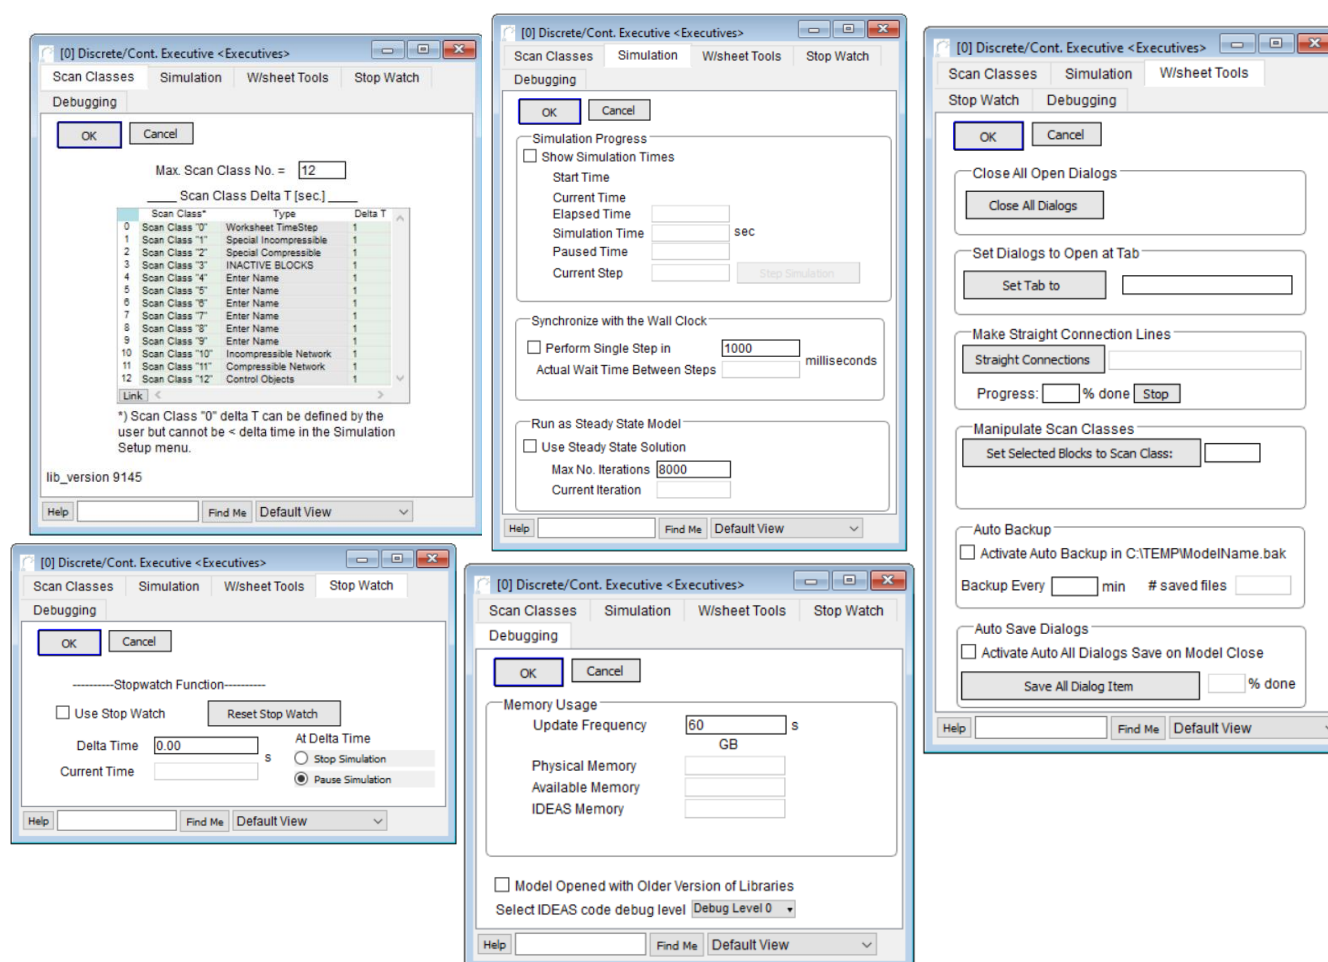 [0] Discrete/Cont. Executive <Executives>
Scan Classes Simulation W/sheet Tools Stop Watch
Debugging
OK Cancel
Max. Scan Class No. = 12
____ Scan Class Delta T [sec.] ____
Scan Class* Type Delta T
0 Scan Class "0" Worksheet TimeStep 1
1 Scan Class "1" Special Incompressible 1
2 Scan Class "2" Special Compressible 1
3 Scan Class "3" INACTIVE BLOCKS 1
4 Scan Class "4" Enter Name 1
5 Scan Class "5" Enter Name 1
6 Scan Class "6" Enter Name 1
7 Scan Class "7" Enter Name 1
8 Scan Class "8" Enter Name 1
9 Scan Class "9" Enter Name 1
10 Scan Class "10" Incompressible Network 1
11 Scan Class "11" Compressible Network 1
12 Scan Class "12" Control Objects 1
Link
*) Scan Class "0" delta T can be defined by the
user but cannot be < delta time in the Simulation
Setup menu.
lib_version 9145
Help Find Me Default View
[0] Discrete/Cont. Executive <Executives>
Scan Classes Simulation W/sheet Tools Stop Watch
Debugging
OK Cancel
Simulation Progress
Show Simulation Times
Start Time
Current Time
Elapsed Time
Simulation Time sec
Paused Time
Current Step Step Simulation
Synchronize with the Wall Clock
Perform Single Step in 1000 milliseconds
Actual Wait Time Between Steps
Run as Steady State Model
Use Steady State Solution
Max No. Iterations 8000
Current Iteration
Help Find Me Default View
[0] Discrete/Cont. Executive <Executives>
Scan Classes Simulation W/sheet Tools
Stop Watch Debugging
OK Cancel
Close All Open Dialogs
Close All Dialogs
Set Dialogs to Open at Tab
Set Tab to
Make Straight Connection Lines
Straight Connections
Progress: % done Stop
Manipulate Scan Classes
Set Selected Blocks to Scan Class:
Auto Backup
Activate Auto Backup in C:\TEMP\ModelName.bak
Backup Every min # saved files
Auto Save Dialogs
Activate Auto All Dialogs Save on Model Close
Save All Dialog Item % done
Help Find Me Default View
[0] Discrete/Cont. Executive <Executives>
Scan Classes Simulation W/sheet Tools Stop Watch
Debugging
OK Cancel
----------Stopwatch Function----------
Use Stop Watch Reset Stop Watch
Delta Time 0.00 s At Delta Time
Stop Simulation
Current Time
Pause Simulation
Help Find Me Default View
[0] Discrete/Cont. Executive <Executives>
Scan Classes Simulation W/sheet Tools Stop Watch
Debugging
OK Cancel
Memory Usage
Update Frequency 60 s
GB
Physical Memory
Available Memory
IDEAS Memory
Model Opened with Older Version of Libraries
Select IDEAS code debug level Debug Level 0
Help Find Me Default View